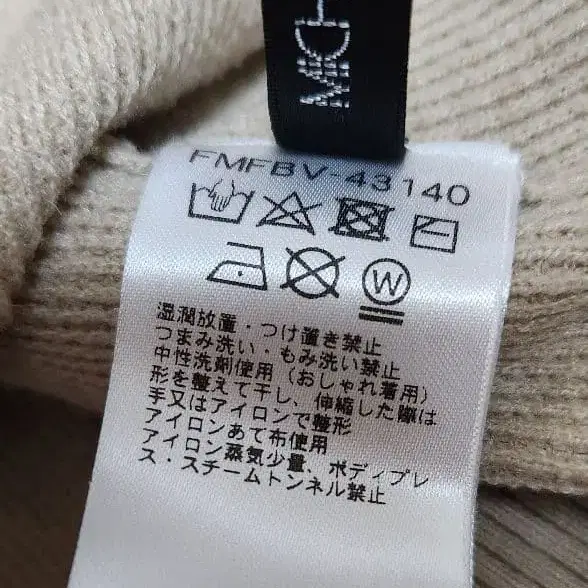 FMFBV-43140
W
湿潤放置・つけ置き禁止
つまみ洗い・もみ洗い禁止
中性洗剤使用(おしゃれ着用)
形を整えて干し、伸縮した際は
手又はアイロンで整形
アイロンあて布使用
アイロン蒸気少量、ボディプレ
ス・スチームトンネル禁止